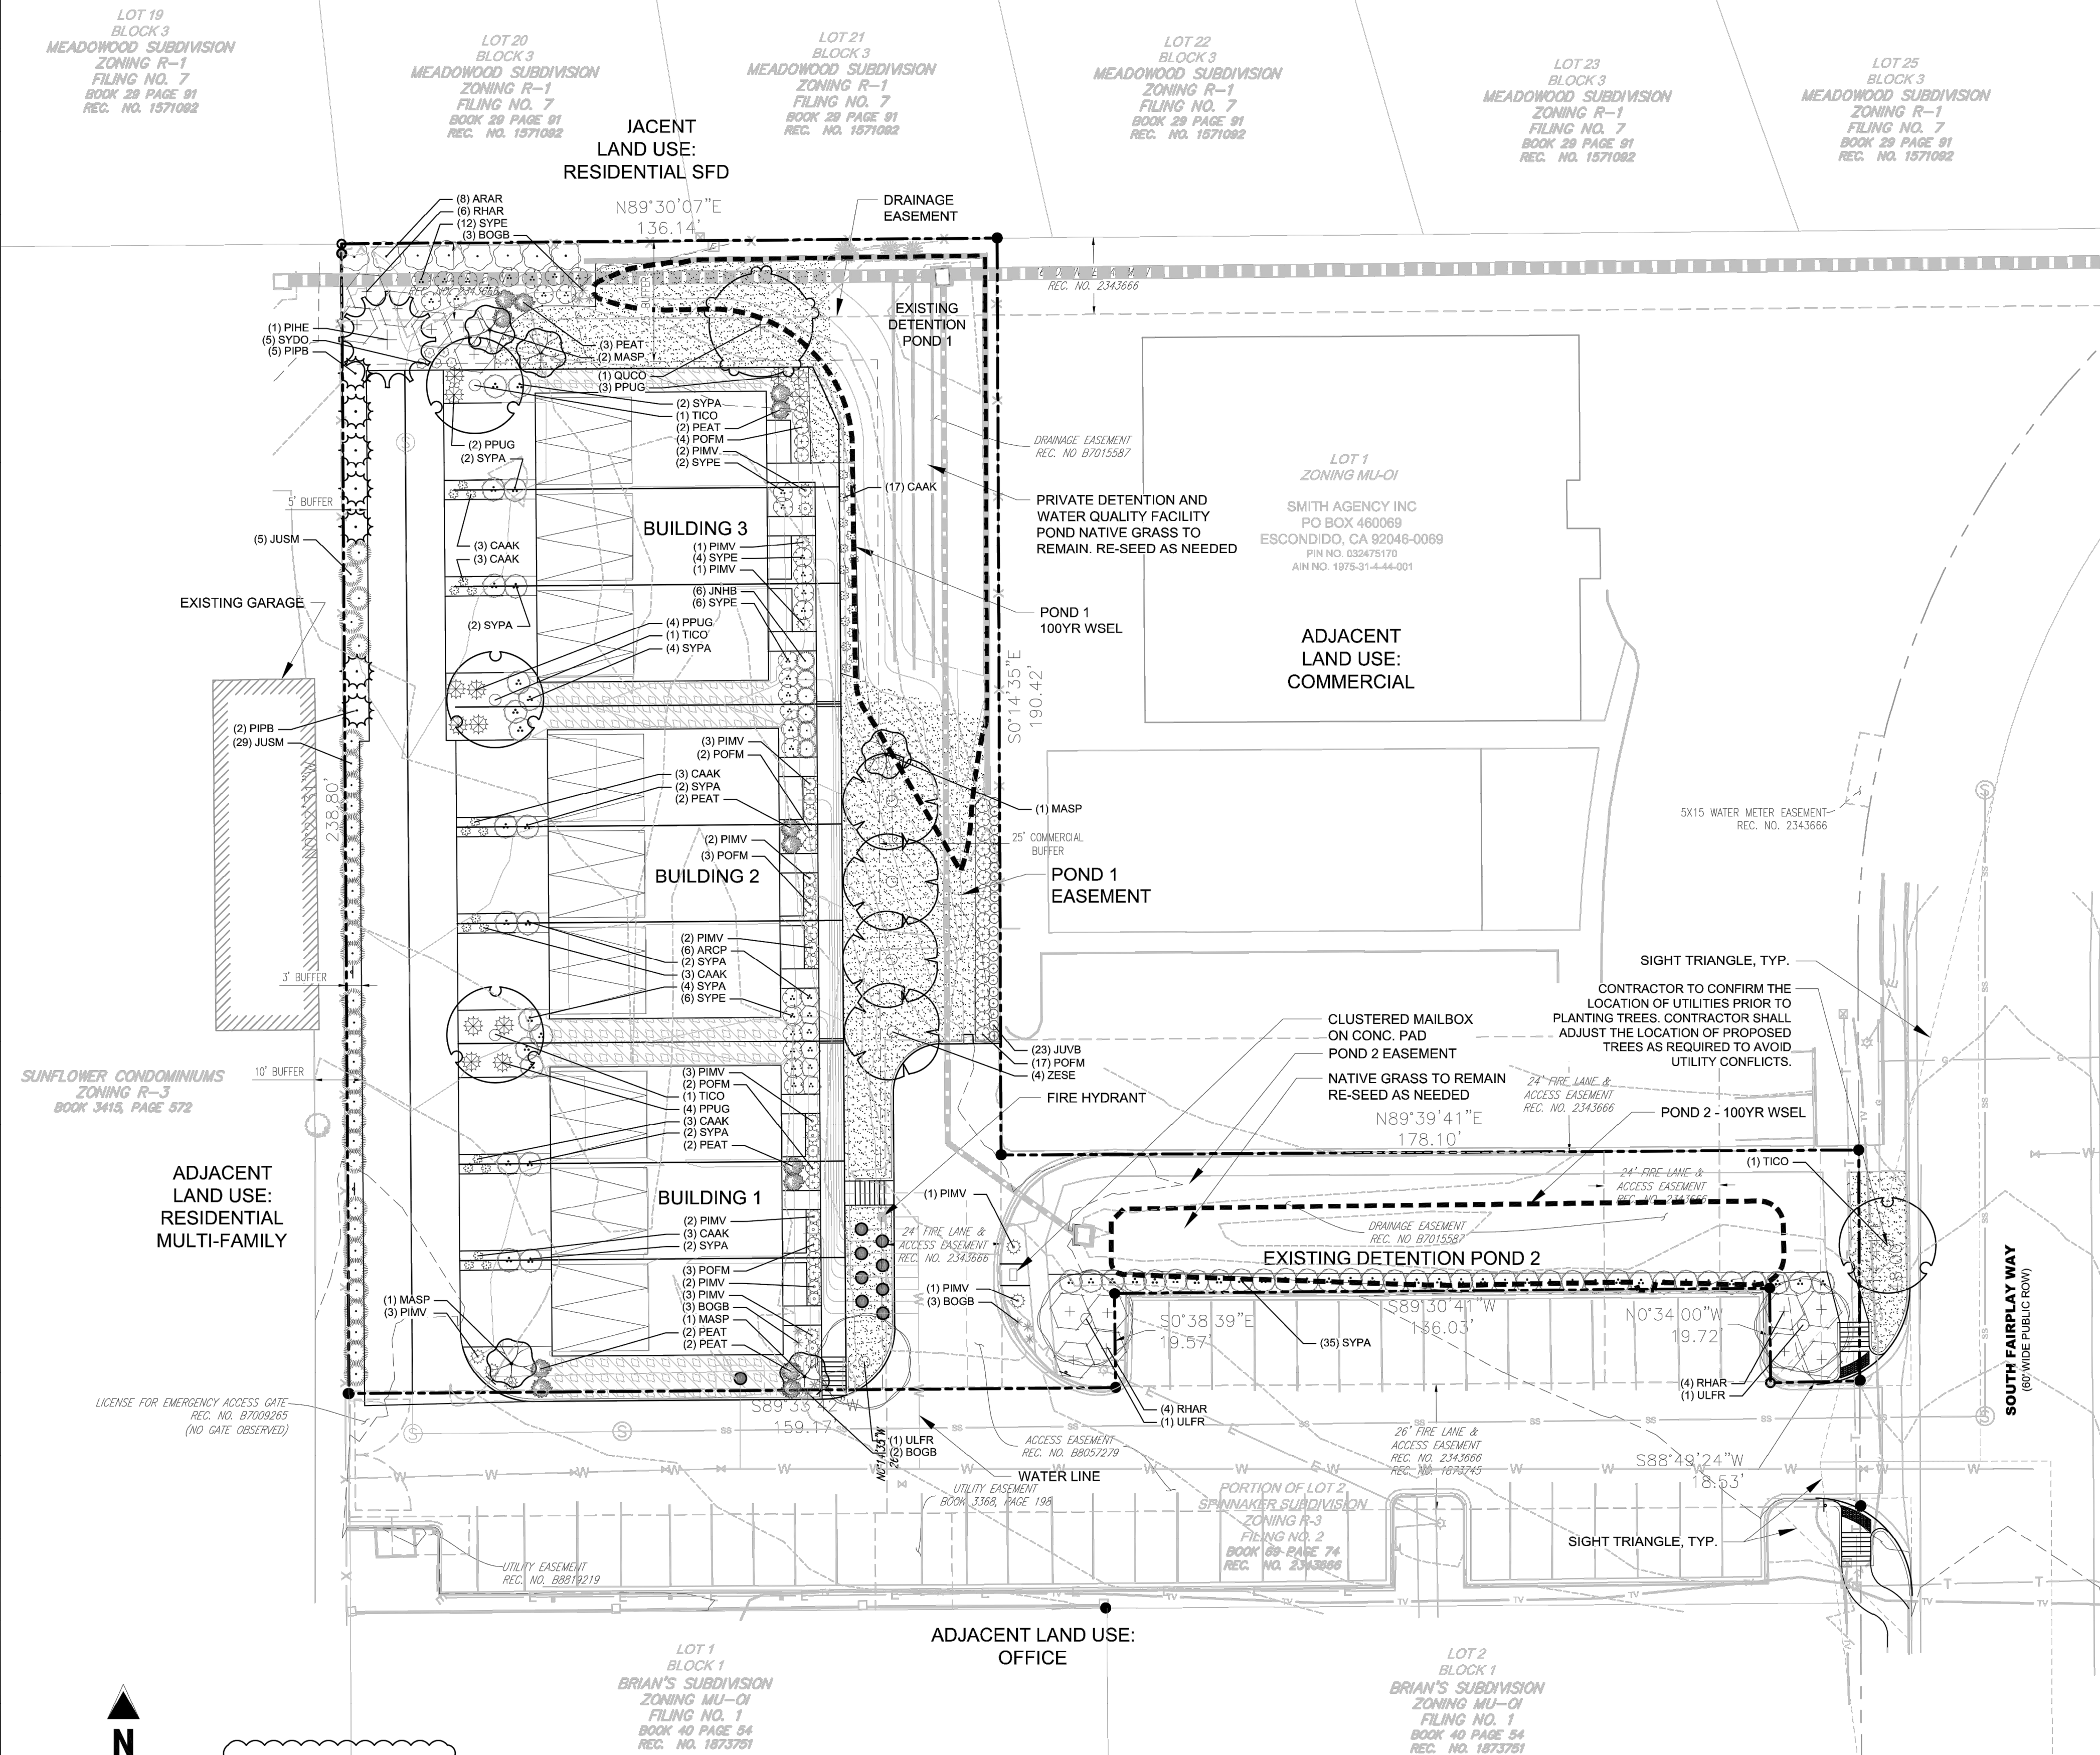 LOT 19
BLOCK 3
MEADOWOOD SUBDIVISION
ZONING R-1
FILING NO. 7
BOOK 29 PAGE 91
REC. NO. 1571092
LOT 20
BLOCK 3
MEADOWOOD SUBDIVISION
ZONING R-1
FILING NO. 7
BOOK 29 PAGE 91
REC. NO. 1571092
LOT 21
BLOCK 3
MEADOWOOD SUBDIVISION
ZONING R-1
FILING NO. 7
BOOK 29 PAGE 91
REC. NO. 1571092
LOT 22
BLOCK 3
MEADOWOOD SUBDIVISION
ZONING R-1
FILING NO. 7
BOOK 29 PAGE 91
REC. NO. 1571092
LOT 23
BLOCK 3
MEADOWOOD SUBDIVISION
ZONING R-1
FILING NO. 7
BOOK 29 PAGE 91
REC. NO. 1571092
LOT 25
BLOCK 3
MEADOWOOD SUBDIVISION
ZONING R-1
FILING NO. 7
BOOK 29 PAGE 91
REC. NO. 1571092
JACENT
LAND USE:
RESIDENTIAL SFD
N89°30'07"E
136.14'
DRAINAGE
EASEMENT
(8) ARAR
(6) RHAR
(12) SYPE
(3) BOGB
REC. NO. 2343666
BUFFER
REC. NO. 2343666
EXISTING
DETENTION
POND 1
(1) PIHE
(5) SYDO
(5) PIPB
(3) PEAT
(2) MASP
(1) QUCO
(3) PPUG
(2) SYPA
(1) TICO
(2) PEAT
(4) POFM
(2) PIMV
(2) SYPE
(2) PPUG
(2) SYPA
DRAINAGE EASEMENT
REC. NO B7015587
(17) CAAK
PRIVATE DETENTION AND
WATER QUALITY FACILITY
POND NATIVE GRASS TO
REMAIN. RE-SEED AS NEEDED
LOT 1
ZONING MU-OI
SMITH AGENCY INC
PO BOX 460069
ESCONDIDO, CA 92046-0069
PIN NO. 032475170
AIN NO. 1975-31-4-44-001
5' BUFFER
(5) JUSM
BUILDING 3
(3) CAAK
(3) CAAK
(1) PIMV
(4) SYPE
(1) PIMV
(6) JNHB
(6) SYPE
EXISTING GARAGE
(2) SYPA
(4) PPUG
(1) TICO
(4) SYPA
POND 1
100YR WSEL
ADJACENT
LAND USE:
COMMERCIAL
S0°14'35"E
190.42'
(2) PIPB
(29) JUSM
238.80'
(3) PIMV
(2) POFM
(3) CAAK
(2) SYPA
(2) PEAT
(1) MASP
25' COMMERCIAL
BUFFER
5X15 WATER METER EASEMENT
REC. NO. 2343666
(2) PIMV
(3) POFM
BUILDING 2
POND 1
EASEMENT
(2) PIMV
(6) ARCP
(2) SYPA
(3) CAAK
(4) SYPA
(6) SYPE
3' BUFFER
SIGHT TRIANGLE, TYP.
CONTRACTOR TO CONFIRM THE
LOCATION OF UTILITIES PRIOR TO
PLANTING TREES. CONTRACTOR SHALL
ADJUST THE LOCATION OF PROPOSED
TREES AS REQUIRED TO AVOID
UTILITY CONFLICTS.
CLUSTERED MAILBOX
ON CONC. PAD
POND 2 EASEMENT
NATIVE GRASS TO REMAIN
RE-SEED AS NEEDED
(23) JUVB
(17) POFM
(4) ZESE
FIRE HYDRANT
24' FIRE LANE &
ACCESS EASEMENT
REC. NO. 2343666
POND 2 - 100YR WSEL
N89°39'41"E
178.10'
SUNFLOWER CONDOMINIUMS
ZONING R-3
BOOK 3415, PAGE 572
10' BUFFER
(3) PIMV
(2) POFM
(1) TICO
(4) PPUG
(3) CAAK
(2) SYPA
(2) PEAT
ADJACENT
LAND USE:
RESIDENTIAL
MULTI-FAMILY
BUILDING 1
(2) PIMV
(3) CAAK
(2) SYPA
(3) POFM
(2) PIMV
(3) PIMV
(3) BOGB
(1) MASP
(2) PEAT
(2) PEAT
(1) MASP
(3) PIMV
(1) PIMV
24' FIRE LANE &
ACCESS EASEMENT
REC. NO. 2343666
(1) PIMV
(3) BOGB
(1) TICO
24' FIRE LANE &
ACCESS EASEMENT
REC. NO. 2343666
DRAINAGE EASEMENT
REC. NO B7015587
EXISTING DETENTION POND 2
S0°38'39"E
19.57'
S89°30'41"W
136.03'
N0°34'00"W
19.72'
(35) SYPA
(4) RHAR
(1) ULFR
(4) RHAR
(1) ULFR
SOUTH FAIRPLAY WAY
(60' WIDE PUBLIC ROW)
LICENSE FOR EMERGENCY ACCESS GATE
REC. NO. B7009265
(NO GATE OBSERVED)
S89°33'42"W
159.17'
(1) ULFR
(2) BOGB
ACCESS EASEMENT
REC. NO. B8057279
WATER LINE
26' FIRE LANE &
ACCESS EASEMENT
REC. NO. 2343666
REC. NO. 1873745
S88°49'24"W
18.53'
UTILITY EASEMENT
BOOK 3368, PAGE 198
PORTION OF LOT 2
SPINNAKER SUBDIVISION
ZONING R-3
FILING NO. 2
BOOK 69 PAGE 74
REC. NO. 2343666
SIGHT TRIANGLE, TYP.
UTILITY EASEMENT
REC. NO. B8819219
ADJACENT LAND USE:
OFFICE
LOT 1
BLOCK 1
BRIAN'S SUBDIVISION
ZONING MU-OI
FILING NO. 1
BOOK 40 PAGE 54
REC. NO. 1873751
LOT 2
BLOCK 1
BRIAN'S SUBDIVISION
ZONING MU-OI
FILING NO. 1
BOOK 40 PAGE 54
REC. NO. 1873751
N